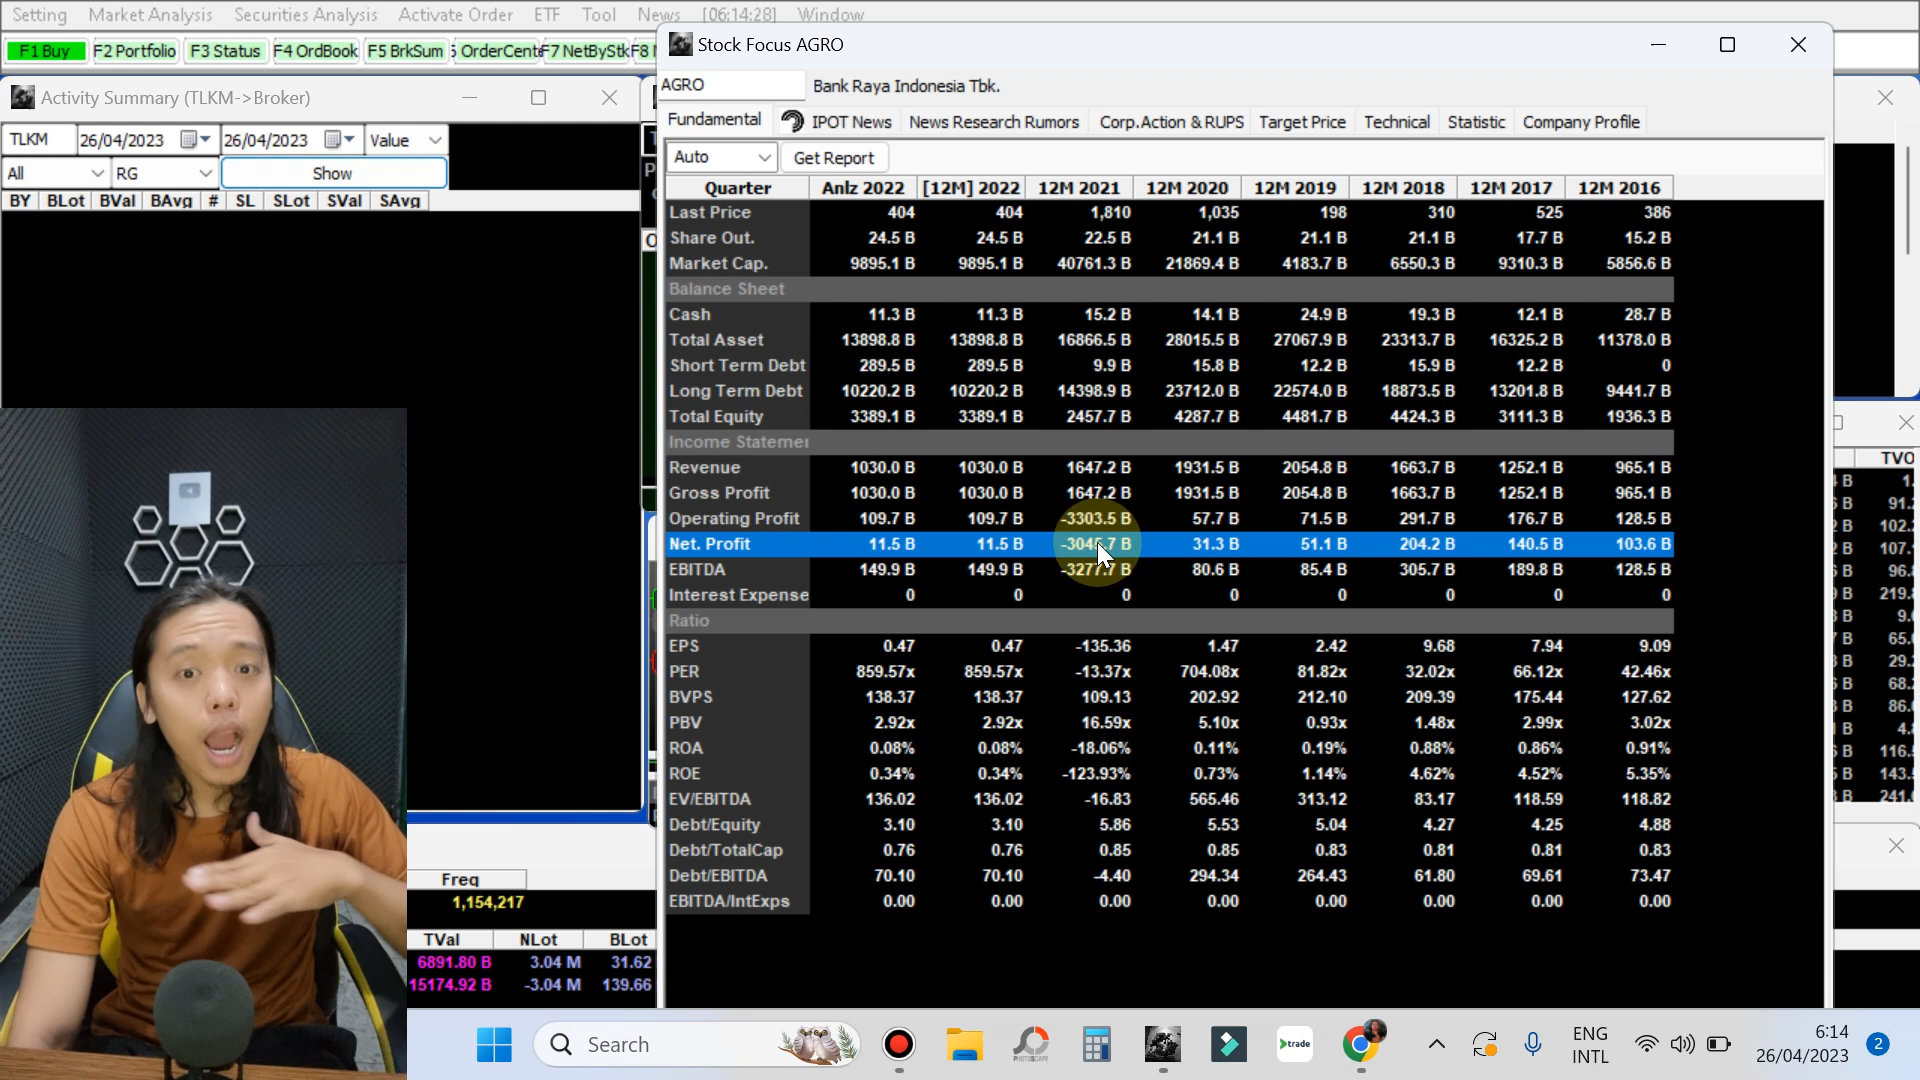 Setting Market Analysis Securities Analysis Activate Order ETF Tool News [06:14:28] Window
F1 Buy F2 Portfolio F3 Status F4 OrdBook F5 BrkSum OrderCent F7 NetByStk F8
Stock Focus AGRO
Activity Summary (TLKM->Broker)
AGRO Bank Raya Indonesia Tbk.
Fundamental IPOT News News Research Rumors Corp.Action & RUPS Target Price Technical Statistic Company Profile
TLKM 26/04/2023 26/04/2023 Value
All RG Show
BY BLot BVal BAvg # SL SLot SVal SAvg
Auto Get Report
Quarter Anlz 2022 [12M] 2022 12M 2021 12M 2020 12M 2019 12M 2018 12M 2017 12M 2016
Last Price 404 404 1,810 1,035 198 310 525 386
Share Out. 24.5 B 24.5 B 22.5 B 21.1 B 21.1 B 21.1 B 17.7 B 15.2 B
Market Cap. 9895.1 B 9895.1 B 40761.3 B 21869.4 B 4183.7 B 6550.3 B 9310.3 B 5856.6 B
Balance Sheet
Cash 11.3 B 11.3 B 15.2 B 14.1 B 24.9 B 19.3 B 12.1 B 28.7 B
Total Asset 13898.8 B 13898.8 B 16866.5 B 28015.5 B 27067.9 B 23313.7 B 16325.2 B 11378.0 B
Short Term Debt 289.5 B 289.5 B 9.9 B 15.8 B 12.2 B 15.9 B 12.2 B 0
Long Term Debt 10220.2 B 10220.2 B 14398.9 B 23712.0 B 22574.0 B 18873.5 B 13201.8 B 9441.7 B
Total Equity 3389.1 B 3389.1 B 2457.7 B 4287.7 B 4481.7 B 4424.3 B 3111.3 B 1936.3 B
Income Statemer
Revenue 1030.0 B 1030.0 B 1647.2 B 1931.5 B 2054.8 B 1663.7 B 1252.1 B 965.1 B
Gross Profit 1030.0 B 1030.0 B 1647.2 B 1931.5 B 2054.8 B 1663.7 B 1252.1 B 965.1 B
Operating Profit 109.7 B 109.7 B -3303.5 B 57.7 B 71.5 B 291.7 B 176.7 B 128.5 B
Net. Profit 11.5 B 11.5 B -3045.7 B 31.3 B 51.1 B 204.2 B 140.5 B 103.6 B
EBITDA 149.9 B 149.9 B -3277.7 B 80.6 B 85.4 B 305.7 B 189.8 B 128.5 B
Interest Expense 0 0 0 0 0 0 0 0
Ratio
EPS 0.47 0.47 -135.36 1.47 2.42 9.68 7.94 9.09
PER 859.57x 859.57x -13.37x 704.08x 81.82x 32.02x 66.12x 42.46x
BVPS 138.37 138.37 109.13 202.92 212.10 209.39 175.44 127.62
PBV 2.92x 2.92x 16.59x 5.10x 0.93x 1.48x 2.99x 3.02x
ROA 0.08% 0.08% -18.06% 0.11% 0.19% 0.88% 0.86% 0.91%
ROE 0.34% 0.34% -123.93% 0.73% 1.14% 4.62% 4.52% 5.35%
EV/EBITDA 136.02 136.02 -16.83 565.46 313.12 83.17 118.59 118.82
Debt/Equity 3.10 3.10 5.86 5.53 5.04 4.27 4.25 4.88
Debt/TotalCap 0.76 0.76 0.85 0.85 0.83 0.81 0.81 0.83
Debt/EBITDA 70.10 70.10 -4.40 294.34 264.43 61.80 69.61 73.47
EBITDA/IntExps 0.00 0.00 0.00 0.00 0.00 0.00 0.00 0.00
TVO
Freq
1,154,217
TVal NLot BLot
6891.80 B 3.04 M 31.62
15174.92 B -3.04 M 139.66
Search PHOTOSCAPE trade ENG 6:14
INTL 26/04/2023 2